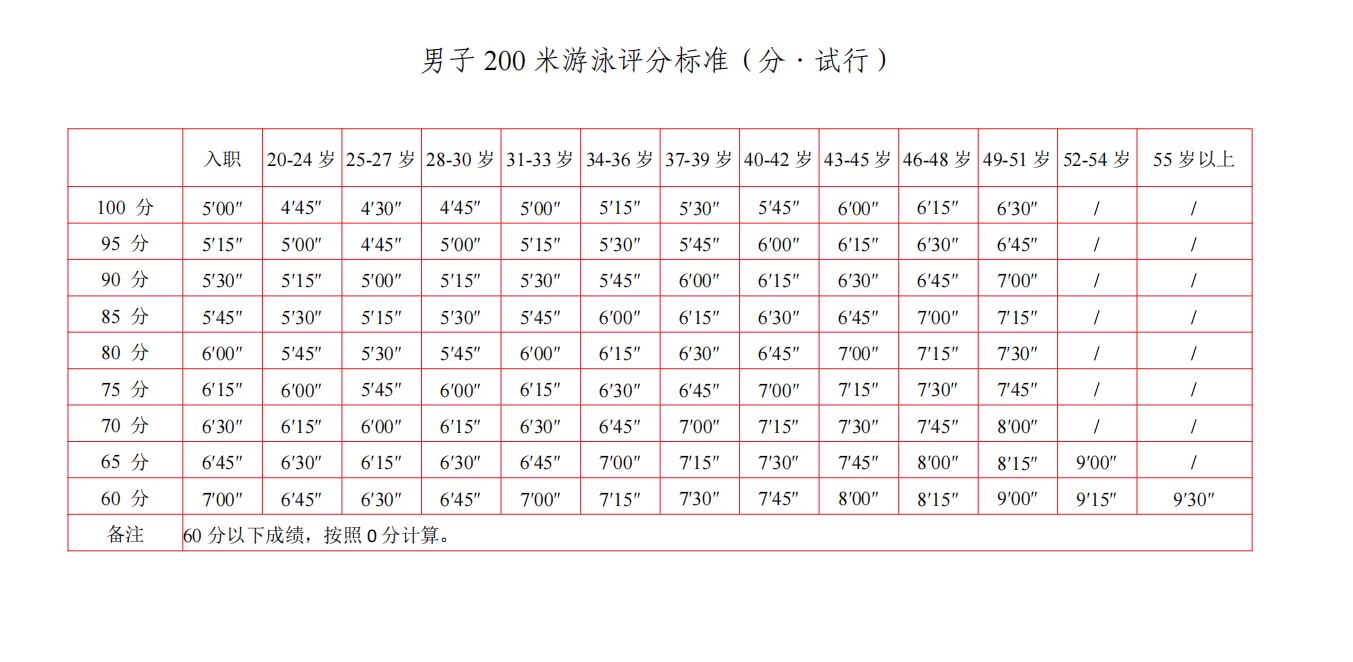 男子 200 米游泳评分标准（分·试行）
入职 20-24 岁 25-27 岁 28-30 岁 31-33 岁 34-36 岁 37-39 岁 40-42 岁 43-45 岁 46-48 岁 49-51 岁 52-54 岁 55 岁以上
100 分 5′00″ 4′45″ 4′30″ 4′45″ 5′00″ 5′15″ 5′30″ 5′45″ 6′00″ 6′15″ 6′30″ / /
95 分 5′15″ 5′00″ 4′45″ 5′00″ 5′15″ 5′30″ 5′45″ 6′00″ 6′15″ 6′30″ 6′45″ / /
90 分 5′30″ 5′15″ 5′00″ 5′15″ 5′30″ 5′45″ 6′00″ 6′15″ 6′30″ 6′45″ 7′00″ / /
85 分 5′45″ 5′30″ 5′15″ 5′30″ 5′45″ 6′00″ 6′15″ 6′30″ 6′45″ 7′00″ 7′15″ / /
80 分 6′00″ 5′45″ 5′30″ 5′45″ 6′00″ 6′15″ 6′30″ 6′45″ 7′00″ 7′15″ 7′30″ / /
75 分 6′15″ 6′00″ 5′45″ 6′00″ 6′15″ 6′30″ 6′45″ 7′00″ 7′15″ 7′30″ 7′45″ / /
70 分 6′30″ 6′15″ 6′00″ 6′15″ 6′30″ 6′45″ 7′00″ 7′15″ 7′30″ 7′45″ 8′00″ / /
65 分 6′45″ 6′30″ 6′15″ 6′30″ 6′45″ 7′00″ 7′15″ 7′30″ 7′45″ 8′00″ 8′15″ 9′00″ /
60 分 7′00″ 6′45″ 6′30″ 6′45″ 7′00″ 7′15″ 7′30″ 7′45″ 8′00″ 8′15″ 9′00″ 9′15″ 9′30″
备注 60 分以下成绩，按照 0 分计算。